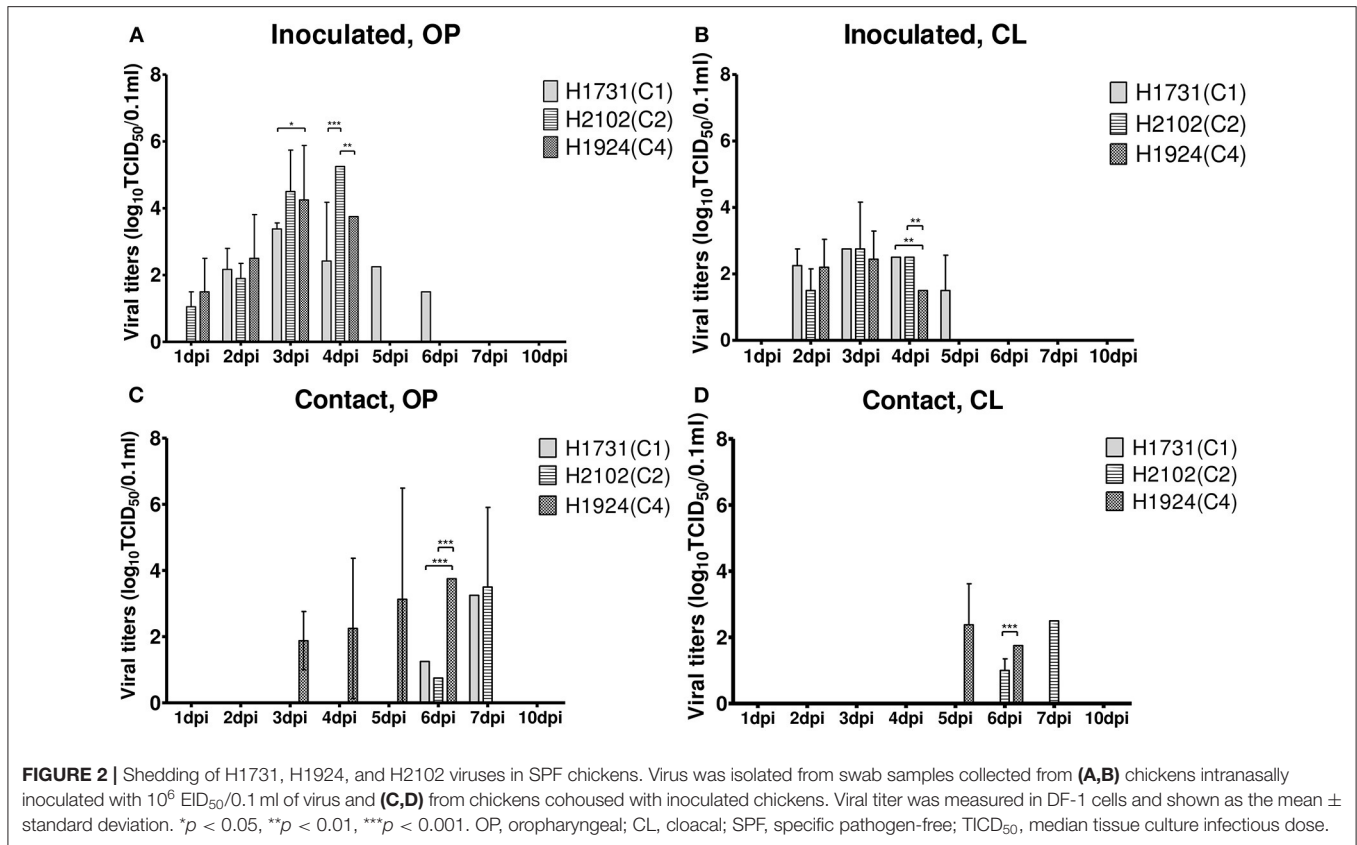 A
Inoculated, OP
Viral titers (log₁₀TCID₅₀/0.1ml)
8
6
4
2
0
* *** **
1dpi 2dpi 3dpi 4dpi 5dpi 6dpi 7dpi 10dpi
H1731(C1)
H2102(C2)
H1924(C4)
B
Inoculated, CL
Viral titers (log₁₀TCID₅₀/0.1ml)
8
6
4
2
0
**
**
1dpi 2dpi 3dpi 4dpi 5dpi 6dpi 7dpi 10dpi
H1731(C1)
H2102(C2)
H1924(C4)
C
Contact, OP
Viral titers (log₁₀TCID₅₀/0.1ml)
8
6
4
2
0
***
***
1dpi 2dpi 3dpi 4dpi 5dpi 6dpi 7dpi 10dpi
H1731(C1)
H2102(C2)
H1924(C4)
D
Contact, CL
Viral titers (log₁₀TCID₅₀/0.1ml)
8
6
4
2
0
***
1dpi 2dpi 3dpi 4dpi 5dpi 6dpi 7dpi 10dpi
H1731(C1)
H2102(C2)
H1924(C4)
FIGURE 2 | Shedding of H1731, H1924, and H2102 viruses in SPF chickens. Virus was isolated from swab samples collected from (A,B) chickens intranasally
inoculated with 10⁶ EID₅₀/0.1 ml of virus and (C,D) from chickens cohoused with inoculated chickens. Viral titer was measured in DF-1 cells and shown as the mean ±
standard deviation. *p < 0.05, **p < 0.01, ***p < 0.001. OP, oropharyngeal; CL, cloacal; SPF, specific pathogen-free; TICD₅₀, median tissue culture infectious dose.